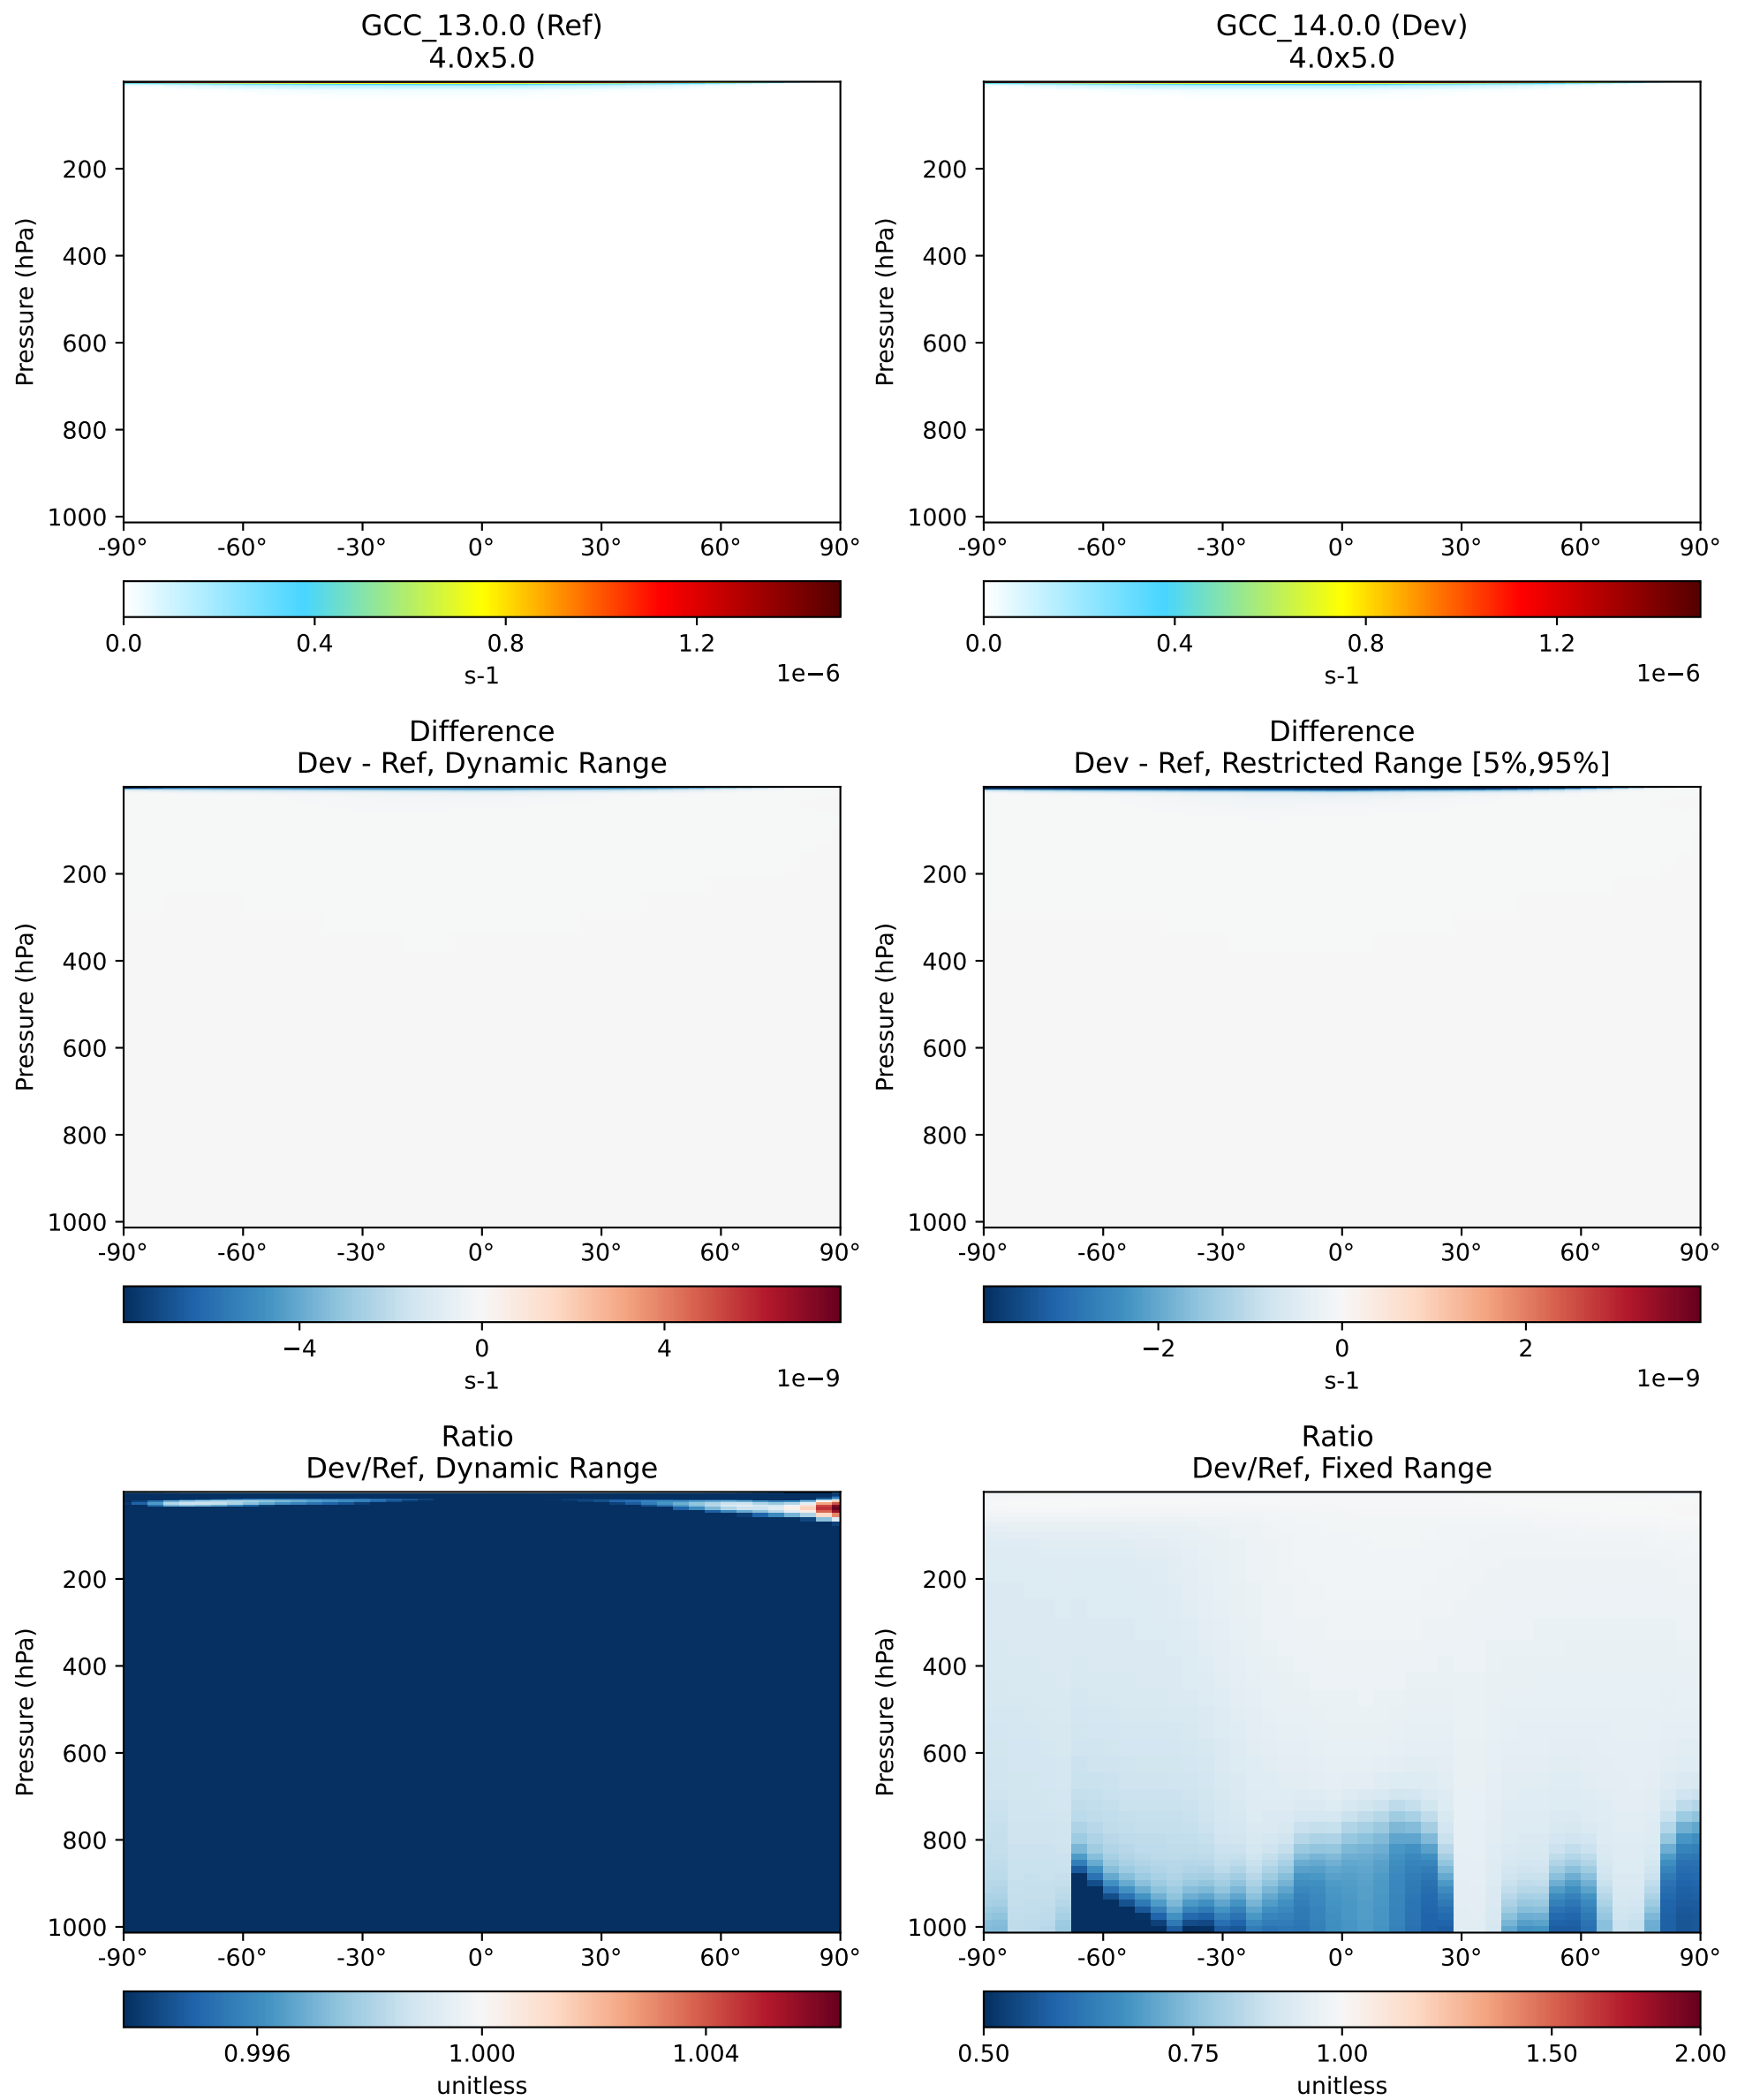 GCC_13.0.0 (Ref)
4.0x5.0
200
400
600
800
1000
Pressure (hPa)
-90° -60° -30° 0° 30° 60° 90°
0.0 0.4 0.8 1.2
s-1
1e−6
GCC_14.0.0 (Dev)
4.0x5.0
200
400
600
800
1000
Pressure (hPa)
-90° -60° -30° 0° 30° 60° 90°
0.0 0.4 0.8 1.2
s-1
1e−6
Difference
Dev - Ref, Dynamic Range
200
400
600
800
1000
Pressure (hPa)
-90° -60° -30° 0° 30° 60° 90°
−4 0 4
s-1
1e−9
Difference
Dev - Ref, Restricted Range [5%,95%]
200
400
600
800
1000
Pressure (hPa)
-90° -60° -30° 0° 30° 60° 90°
−2 0 2
s-1
1e−9
Ratio
Dev/Ref, Dynamic Range
200
400
600
800
1000
Pressure (hPa)
-90° -60° -30° 0° 30° 60° 90°
0.996 1.000 1.004
unitless
Ratio
Dev/Ref, Fixed Range
200
400
600
800
1000
Pressure (hPa)
-90° -60° -30° 0° 30° 60° 90°
0.50 0.75 1.00 1.50 2.00
unitless